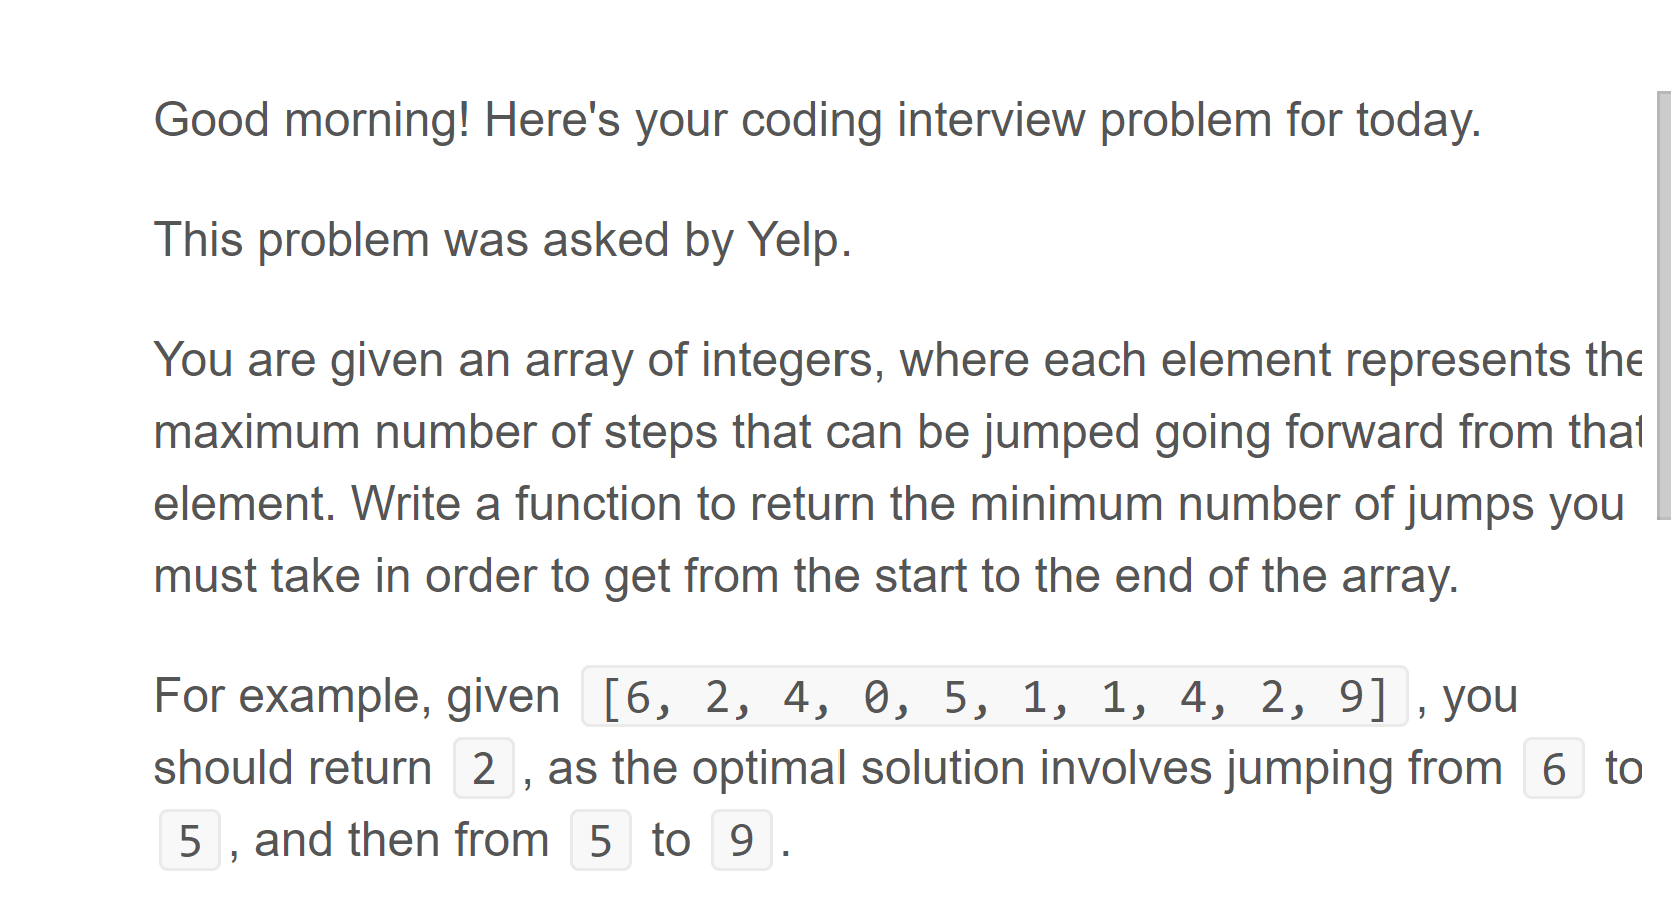 Good morning! Here's your coding interview problem for today.
This problem was asked by Yelp.
You are given an array of integers, where each element represents the
maximum number of steps that can be jumped going forward from that
element. Write a function to return the minimum number of jumps you
must take in order to get from the start to the end of the array.
For example, given [6, 2, 4, 0, 5, 1, 1, 4, 2, 9], you
should return 2, as the optimal solution involves jumping from 6 to
5, and then from 5 to 9.